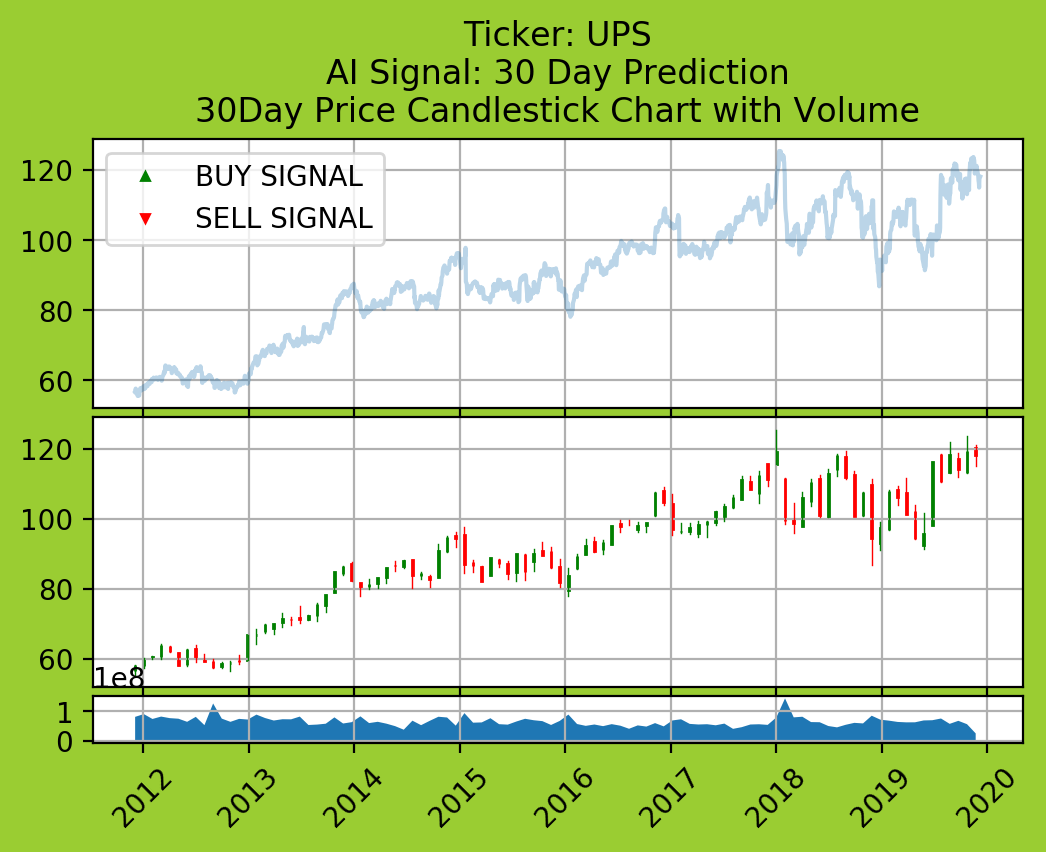 Ticker: UPS
AI Signal: 30 Day Prediction
30Day Price Candlestick Chart with Volume
BUY SIGNAL
SELL SIGNAL
120
100
80
60
120
100
80
60
1e8
1
0
2012 2013 2014 2015 2016 2017 2018 2019 2020